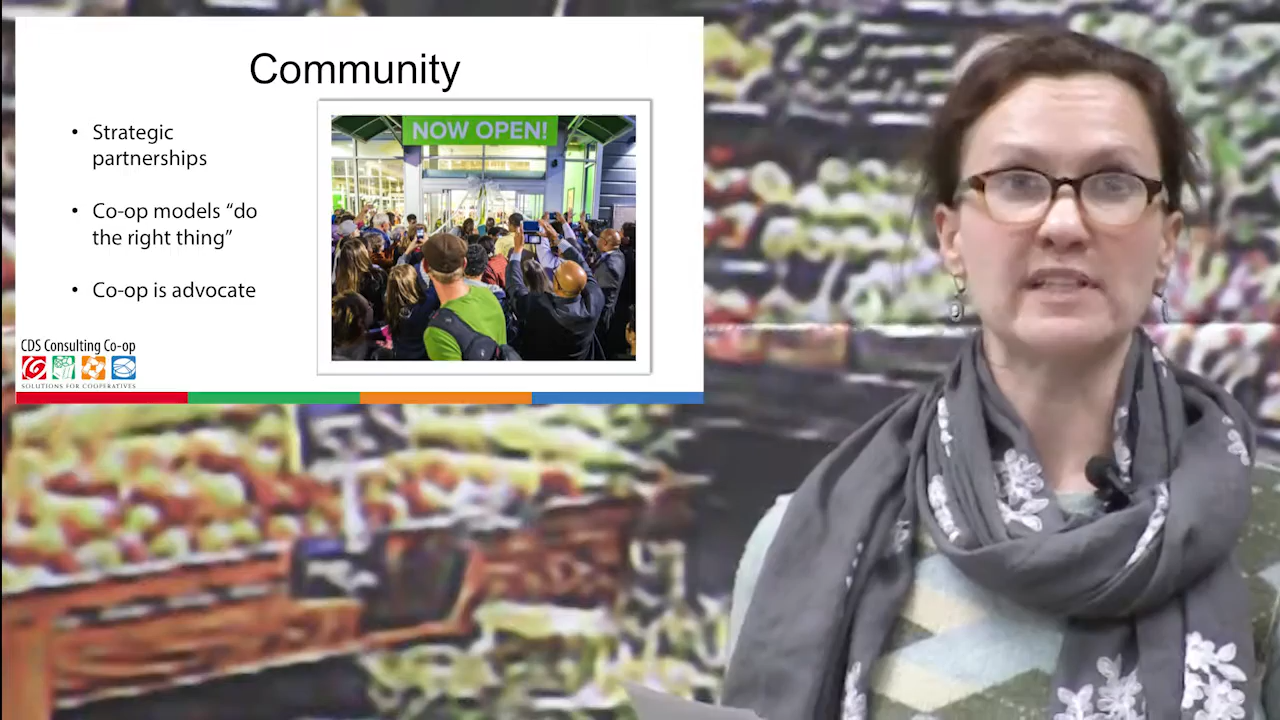 Community
• Strategic
partnerships
• Co-op models “do
the right thing”
• Co-op is advocate
NOW OPEN!
CDS Consulting Co-op
SOLUTIONS FOR COOPERATIVES